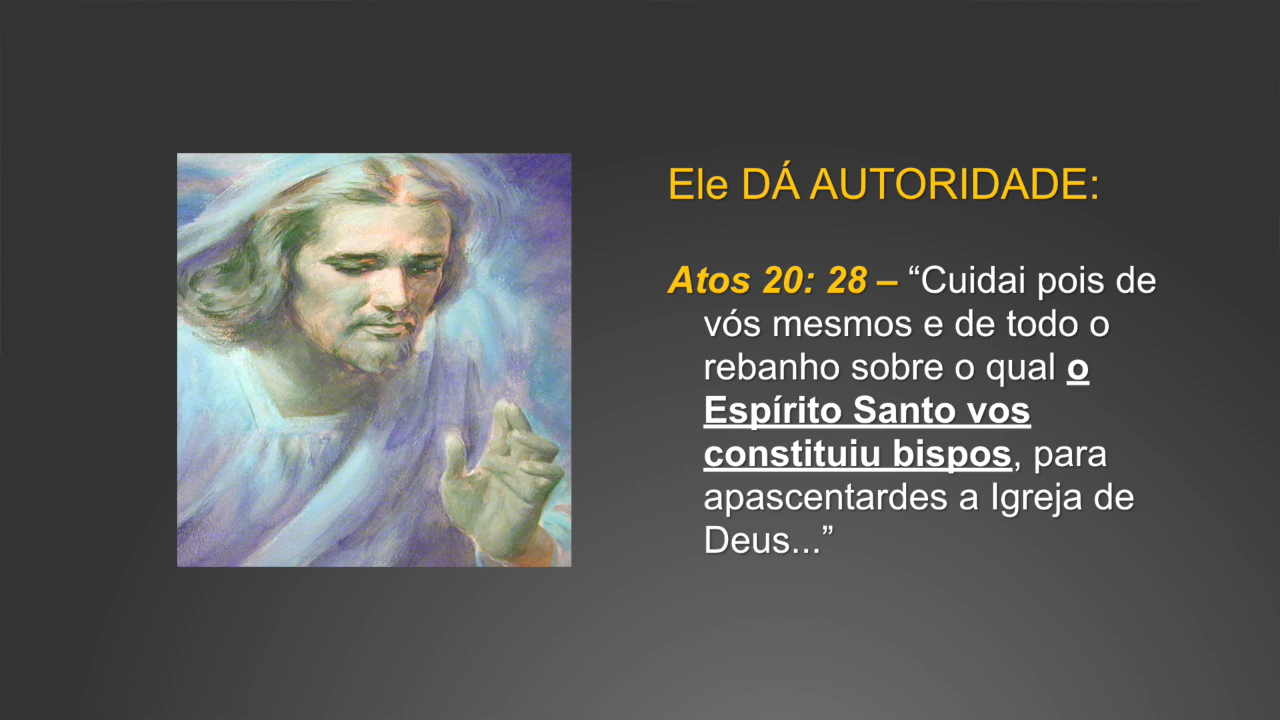 Ele DÁ AUTORIDADE:
Atos 20: 28 – “Cuidai pois de
vós mesmos e de todo o
rebanho sobre o qual o
Espírito Santo vos
constituiu bispos, para
apascentardes a Igreja de
Deus...”